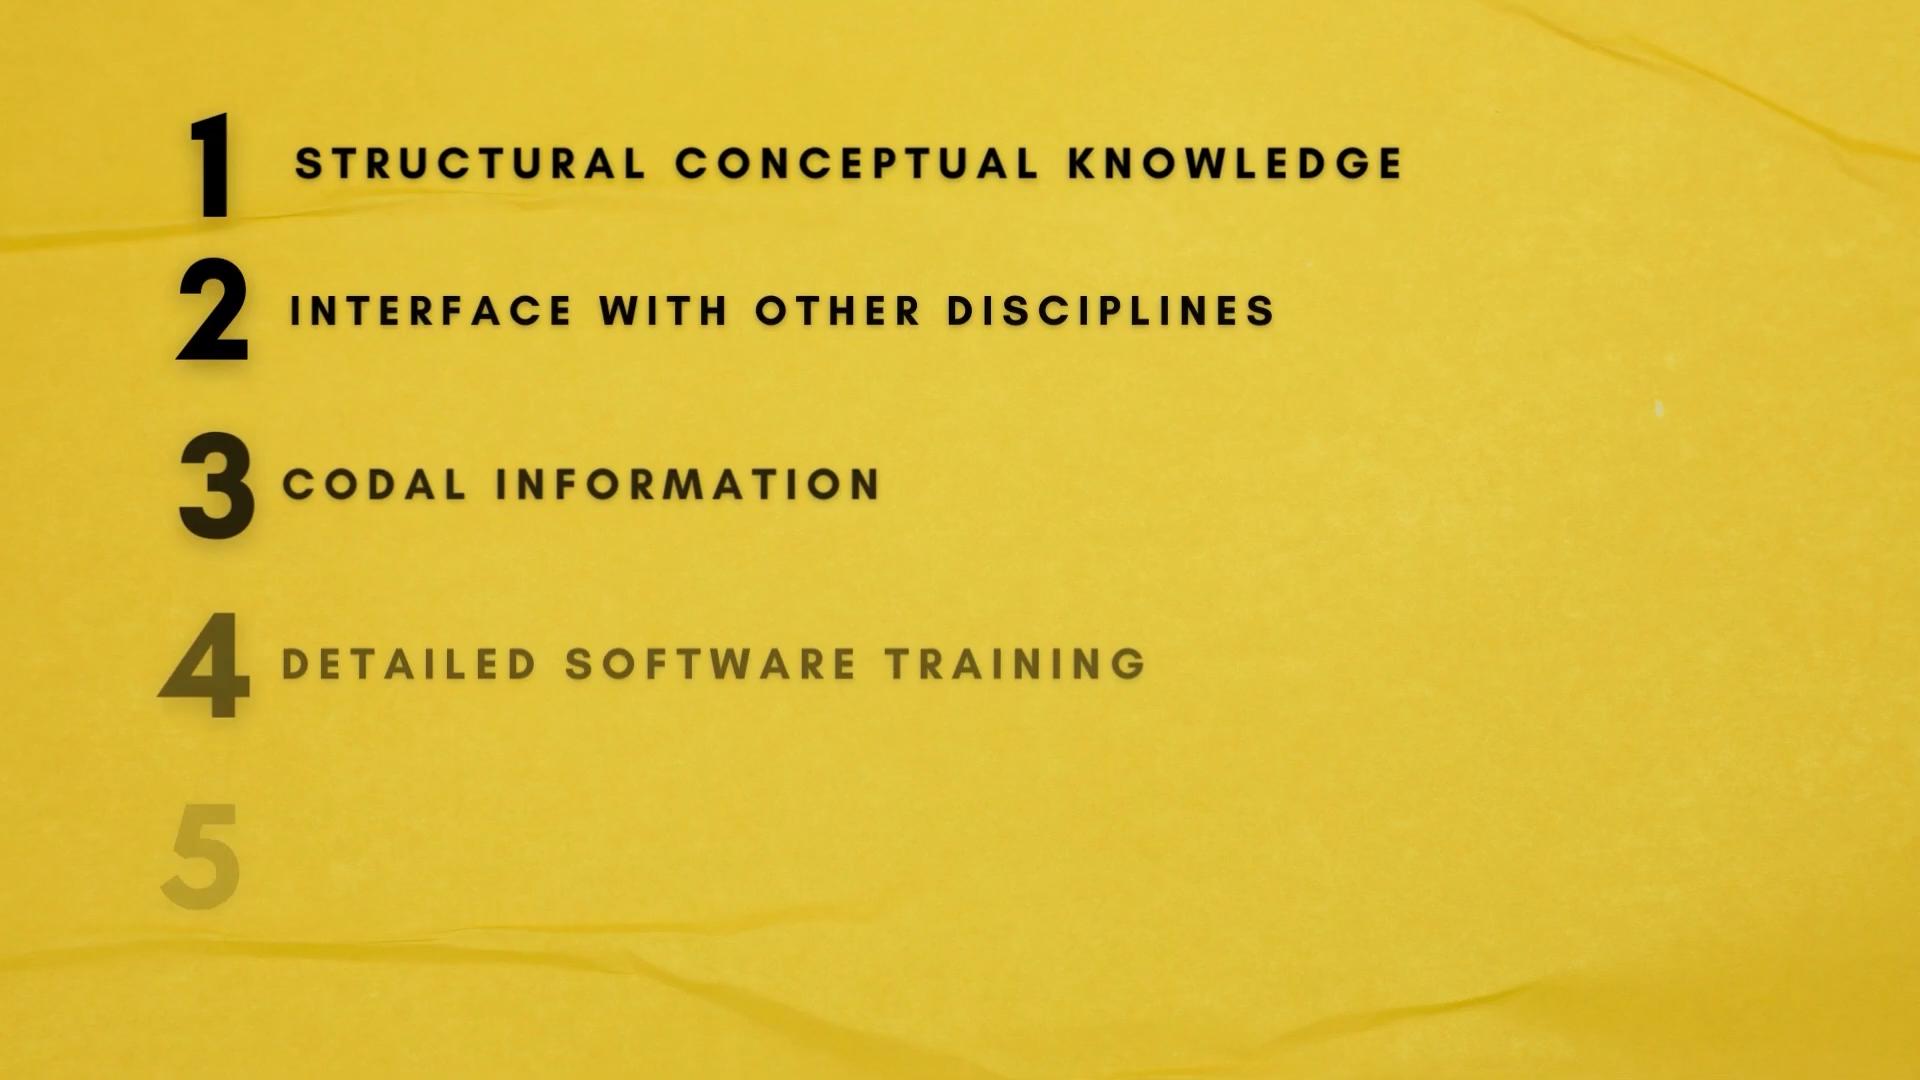 1 STRUCTURAL CONCEPTUAL KNOWLEDGE
2 INTERFACE WITH OTHER DISCIPLINES
3 CODAL INFORMATION
4 DETAILED SOFTWARE TRAINING
5